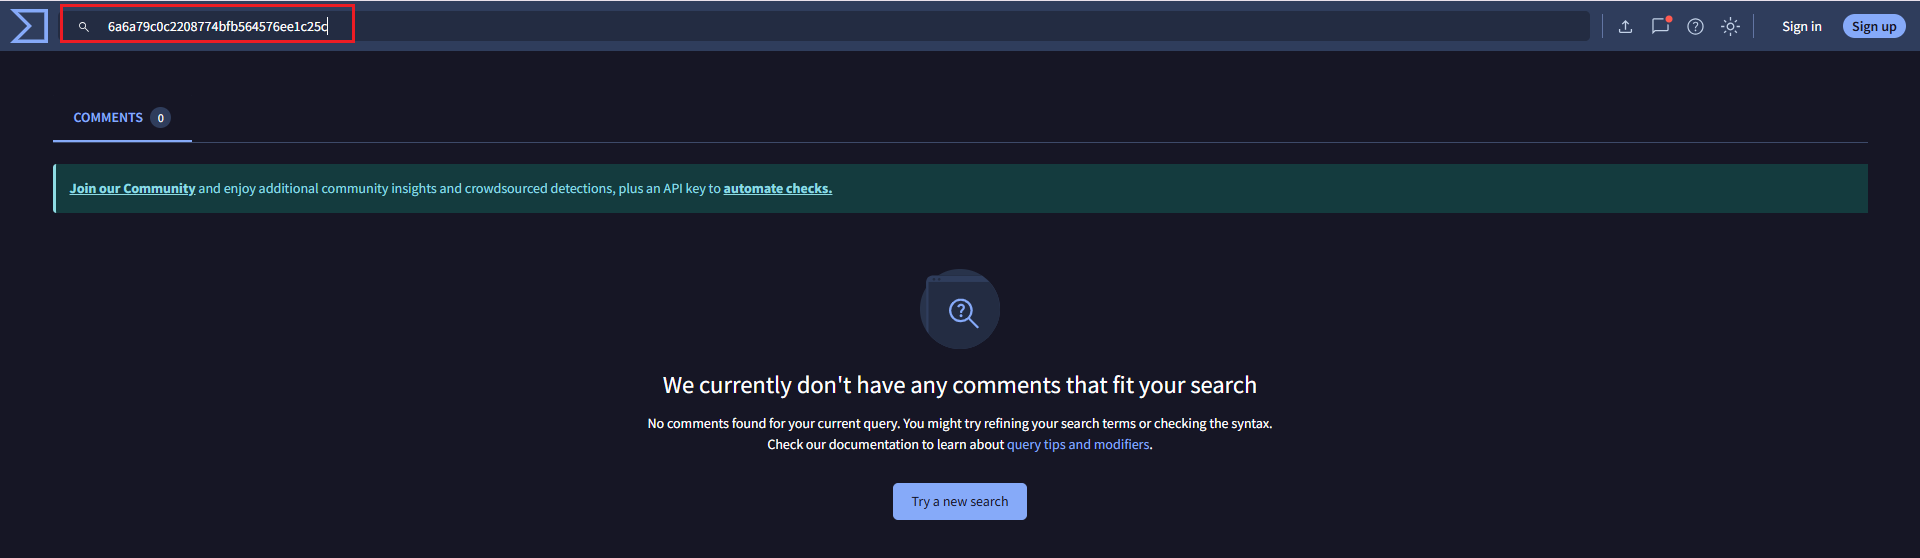 6a6a79c0c2208774bfb564576ee1c25c
Sign in
Sign up
COMMENTS 0
Join our Community and enjoy additional community insights and crowdsourced detections, plus an API key to automate checks.
We currently don't have any comments that fit your search
No comments found for your current query. You might try refining your search terms or checking the syntax.
Check our documentation to learn about query tips and modifiers.
Try a new search